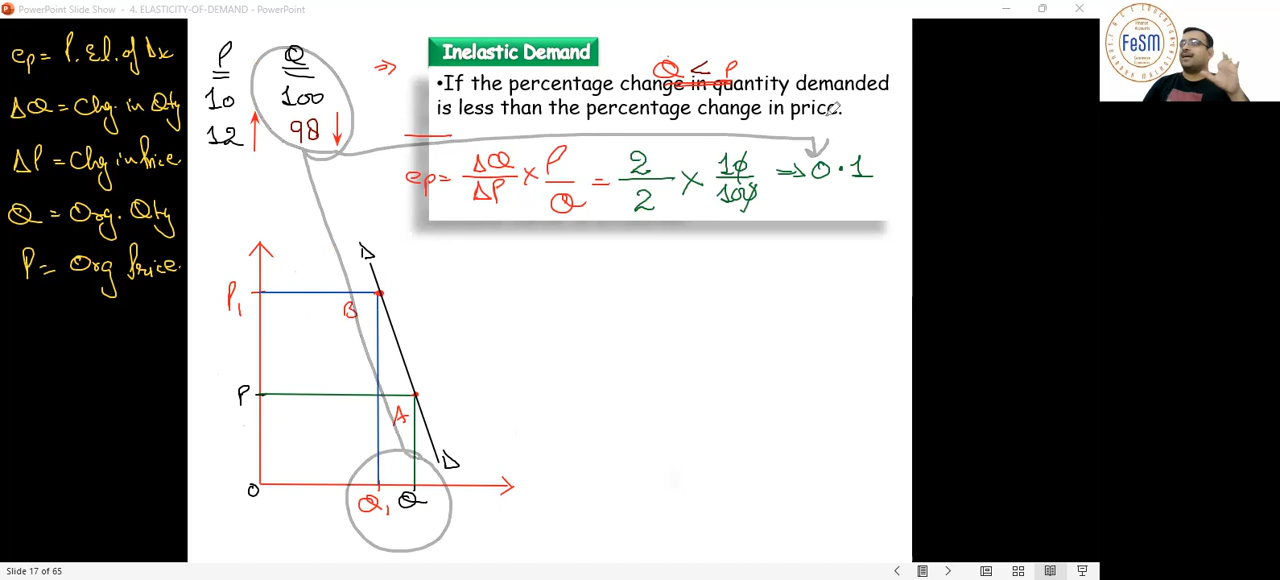 PowerPoint Slide Show - 4. ELASTICITY-OF-DEMAND - PowerPoint
ep = P. El. of Dx
ΔQ = Chg in Qty
ΔP = Chg in Price
Q = Org. Qty
P = Org Price.
P Q
10 100
12 98
⇒
Inelastic Demand
Q < P
•If the percentage change in quantity demanded
is less than the percentage change in price.
ep = ΔQ/ΔP × P/Q = 2/2 × 10/100 ⇒ 0.1
D
P1
B
P
A
D
O
Q1 Q
FeSM
Slide 17 of 65